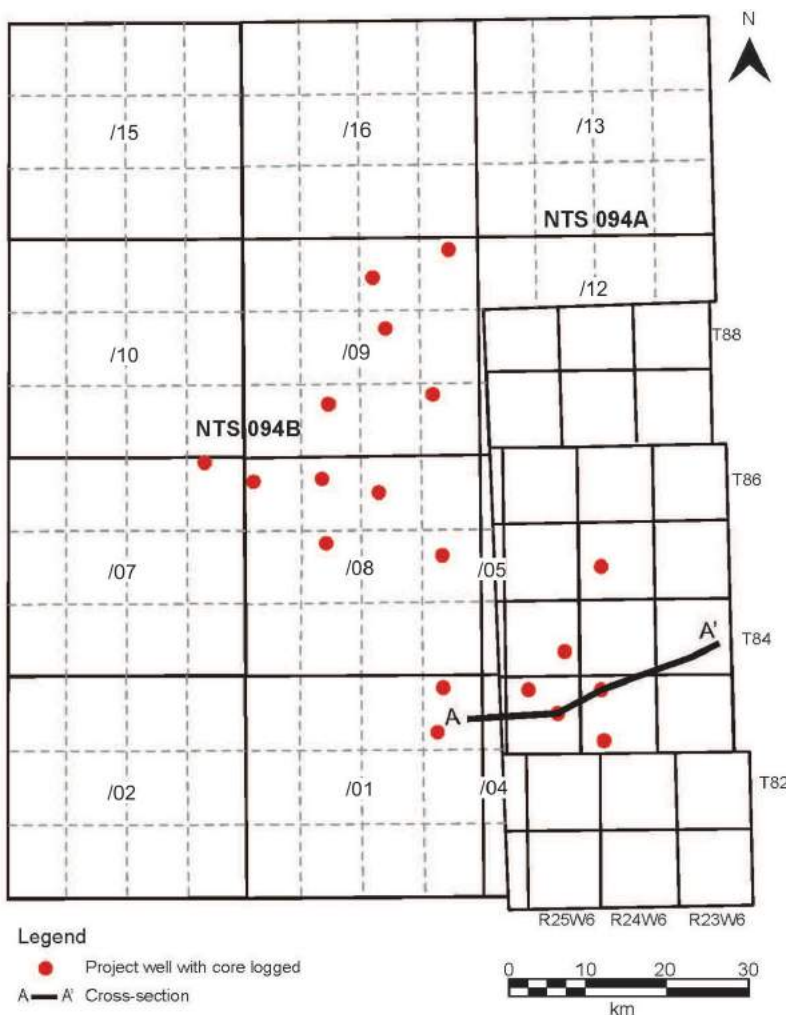 N
/15
/16
/13
NTS 094A
/12
T88
/10
/09
NTS 094B
T86
/07
/08
/05
T84
A'
A
/02
/01
/04
T82
R25W6 R24W6 R23W6
Legend
Project well with core logged
A A' Cross-section
0 10 20 30
km